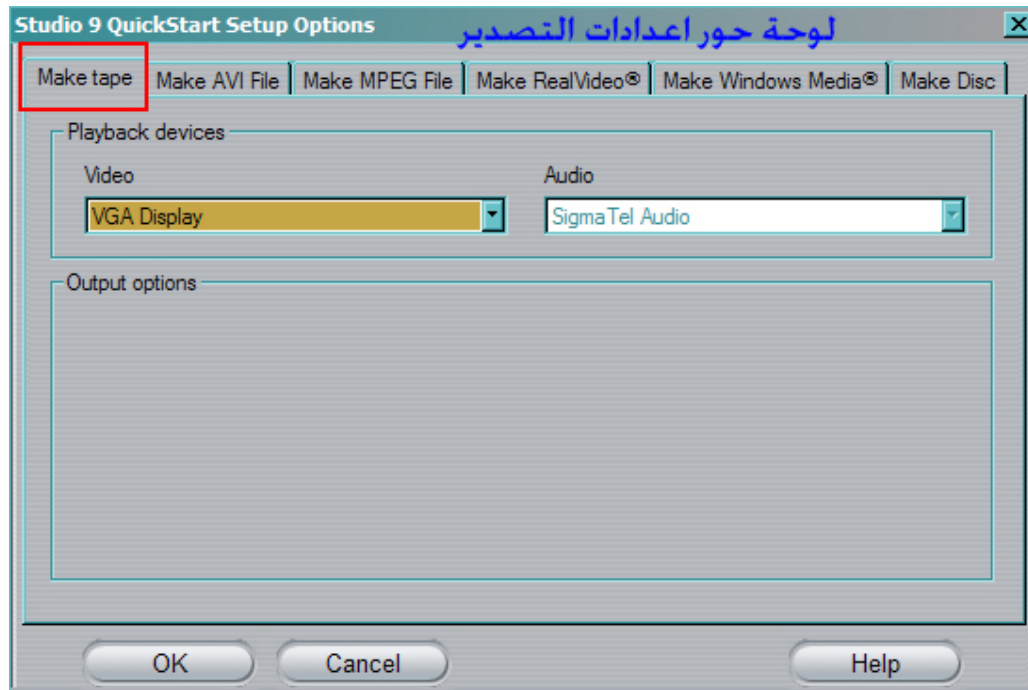 Studio 9 QuickStart Setup Options
لوحة حور اعدادات التصدير
Make tape
Make AVI File
Make MPEG File
Make RealVideo®
Make Windows Media®
Make Disc
Playback devices
Video
Audio
VGA Display
SigmaTel Audio
Output options
OK
Cancel
Help